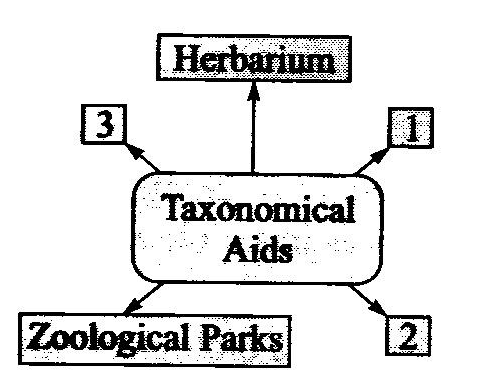 Herbarium
3
1
Taxonomical
Aids
Zoological Parks
2